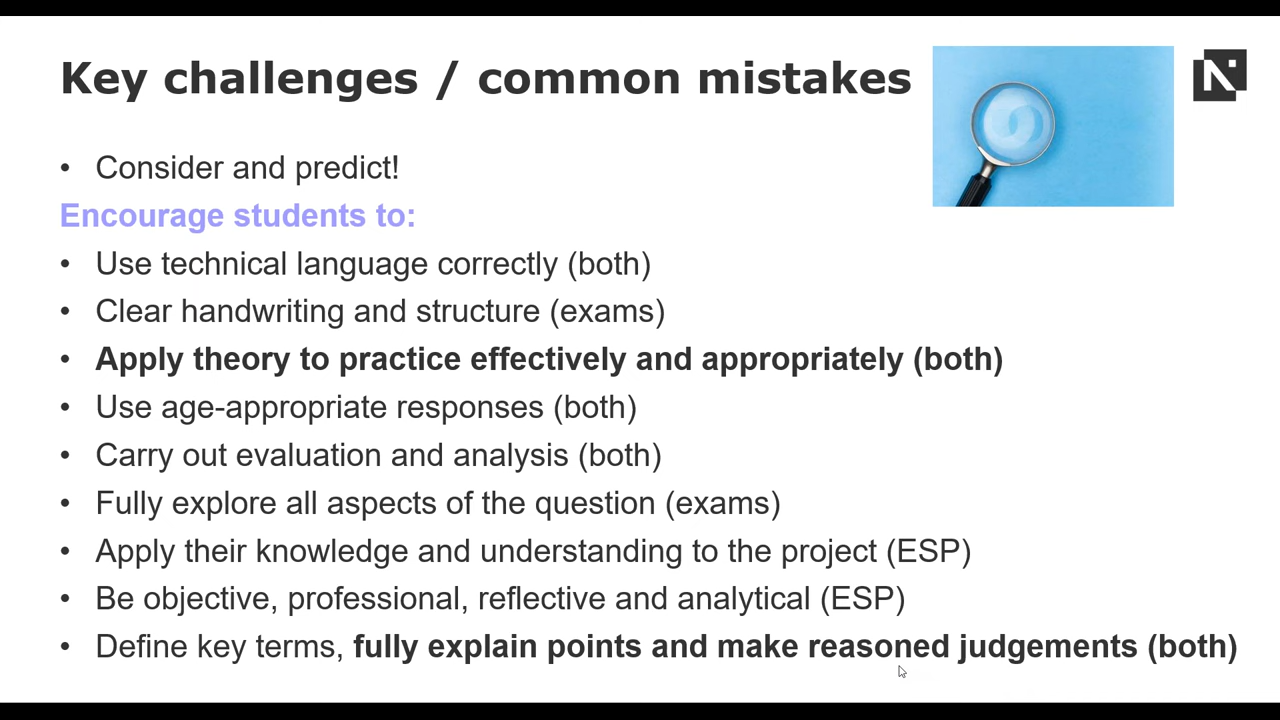 Key challenges / common mistakes
• Consider and predict!
Encourage students to:
• Use technical language correctly (both)
• Clear handwriting and structure (exams)
• Apply theory to practice effectively and appropriately (both)
• Use age-appropriate responses (both)
• Carry out evaluation and analysis (both)
• Fully explore all aspects of the question (exams)
• Apply their knowledge and understanding to the project (ESP)
• Be objective, professional, reflective and analytical (ESP)
• Define key terms, fully explain points and make reasoned judgements (both)